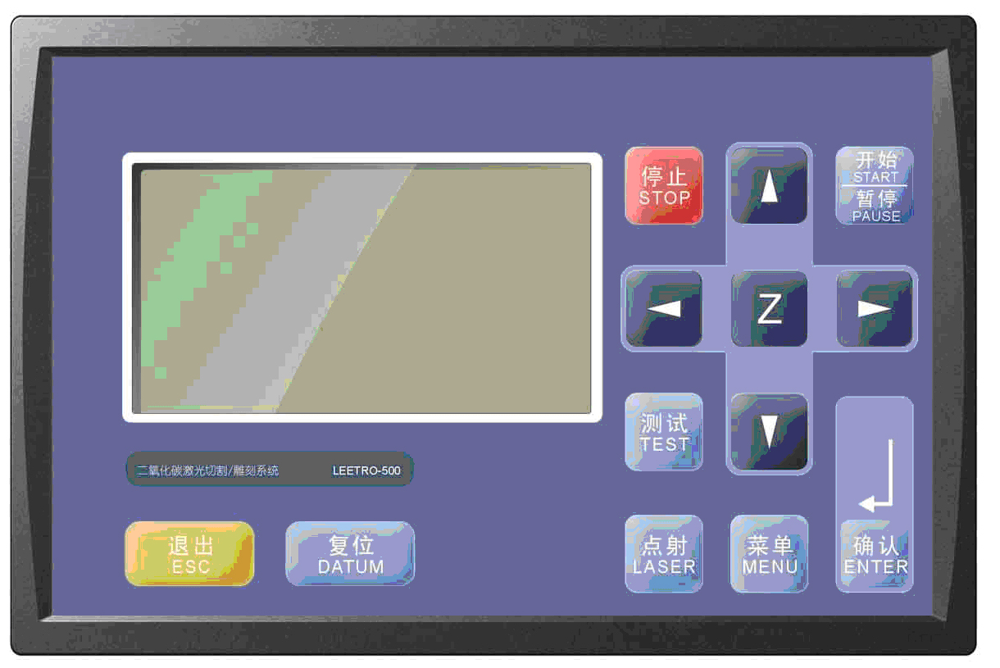 停止
STOP
开始
START
暂停
PAUSE
Z
测试
TEST
二氧化碳激光切割/雕刻系统 LEETRO-500
退出
ESC
复位
DATUM
点射
LASER
菜单
MENU
确认
ENTER